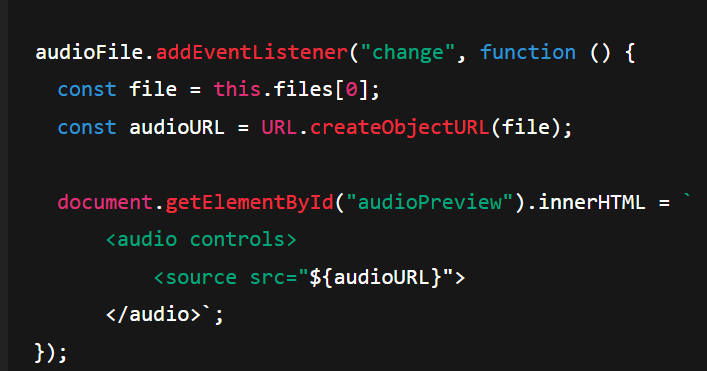 audioFile.addEventListener("change", function () {
  const file = this.files[0];
  const audioURL = URL.createObjectURL(file);

  document.getElementById("audioPreview").innerHTML = `
      <audio controls>
          <source src="${audioURL}">
      </audio>`;
});